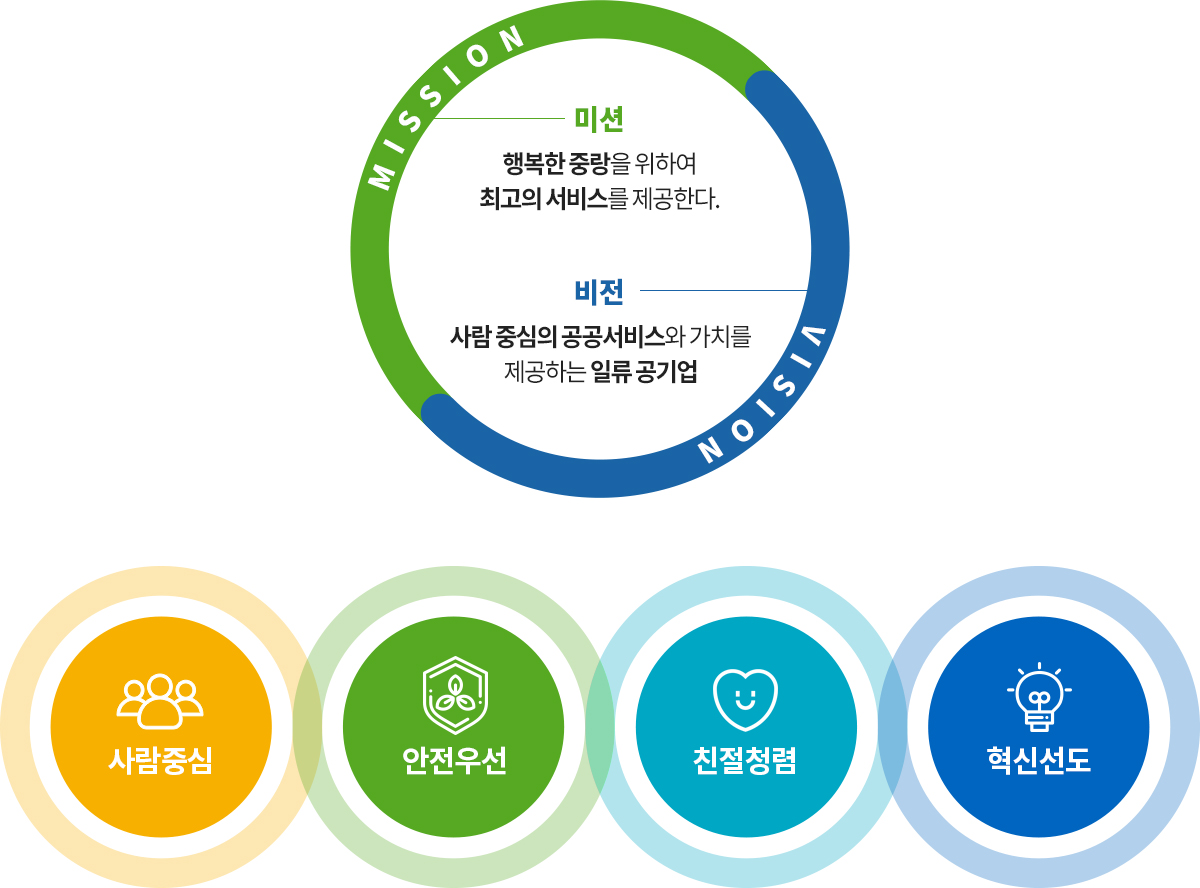 MISSION
미션
행복한 중랑을 위하여
최고의 서비스를 제공한다.
비전
사람 중심의 공공서비스와 가치를
제공하는 일류 공기업
VISION
사람중심
안전우선
친절청렴
혁신선도